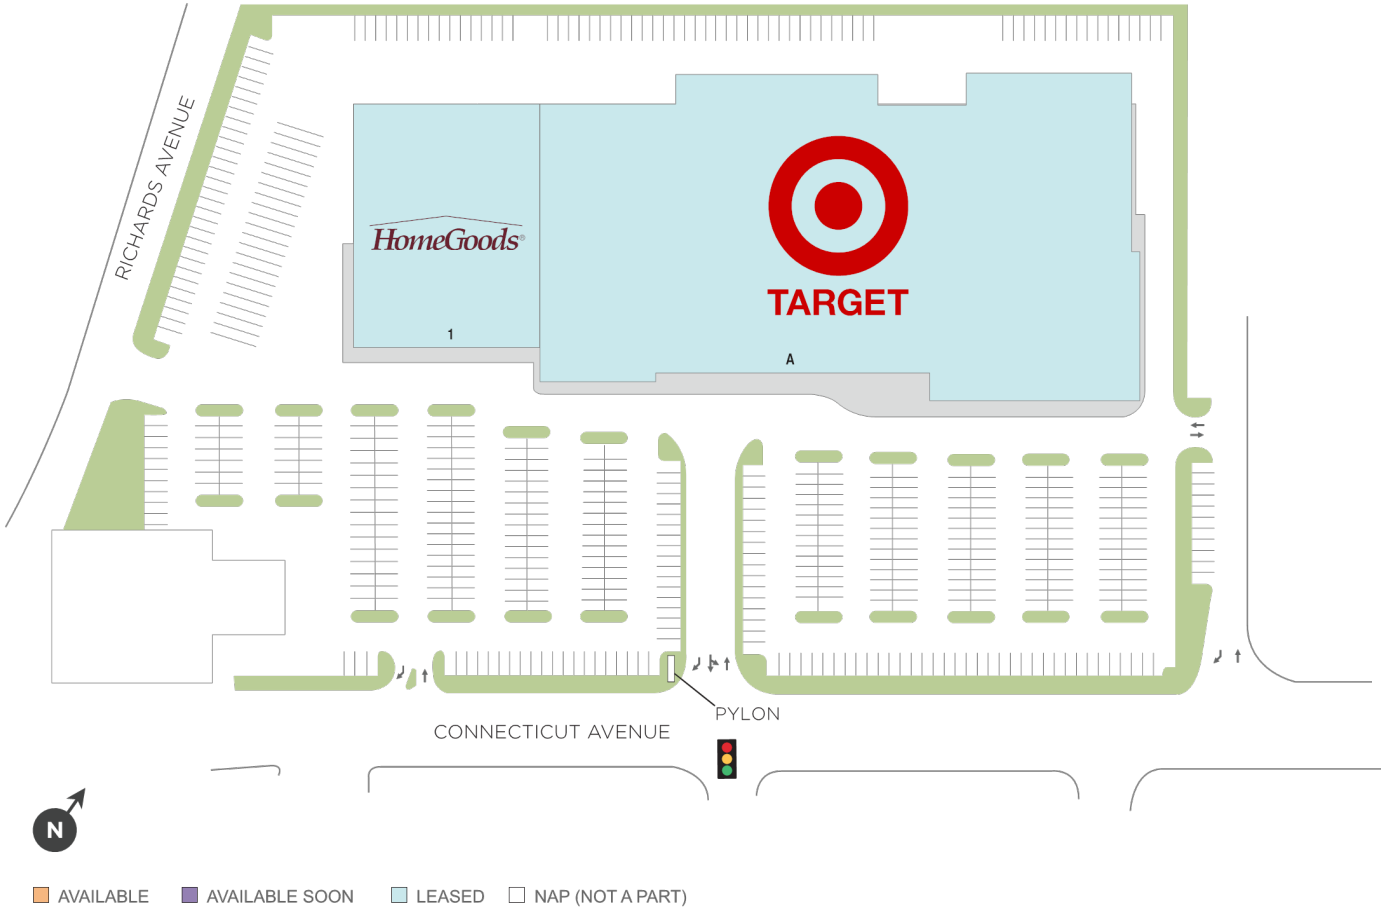 RICHARDS AVENUE
HomeGoods®
TARGET
1
A
PYLON
CONNECTICUT AVENUE
N
AVAILABLE
AVAILABLE SOON
LEASED
NAP (NOT A PART)